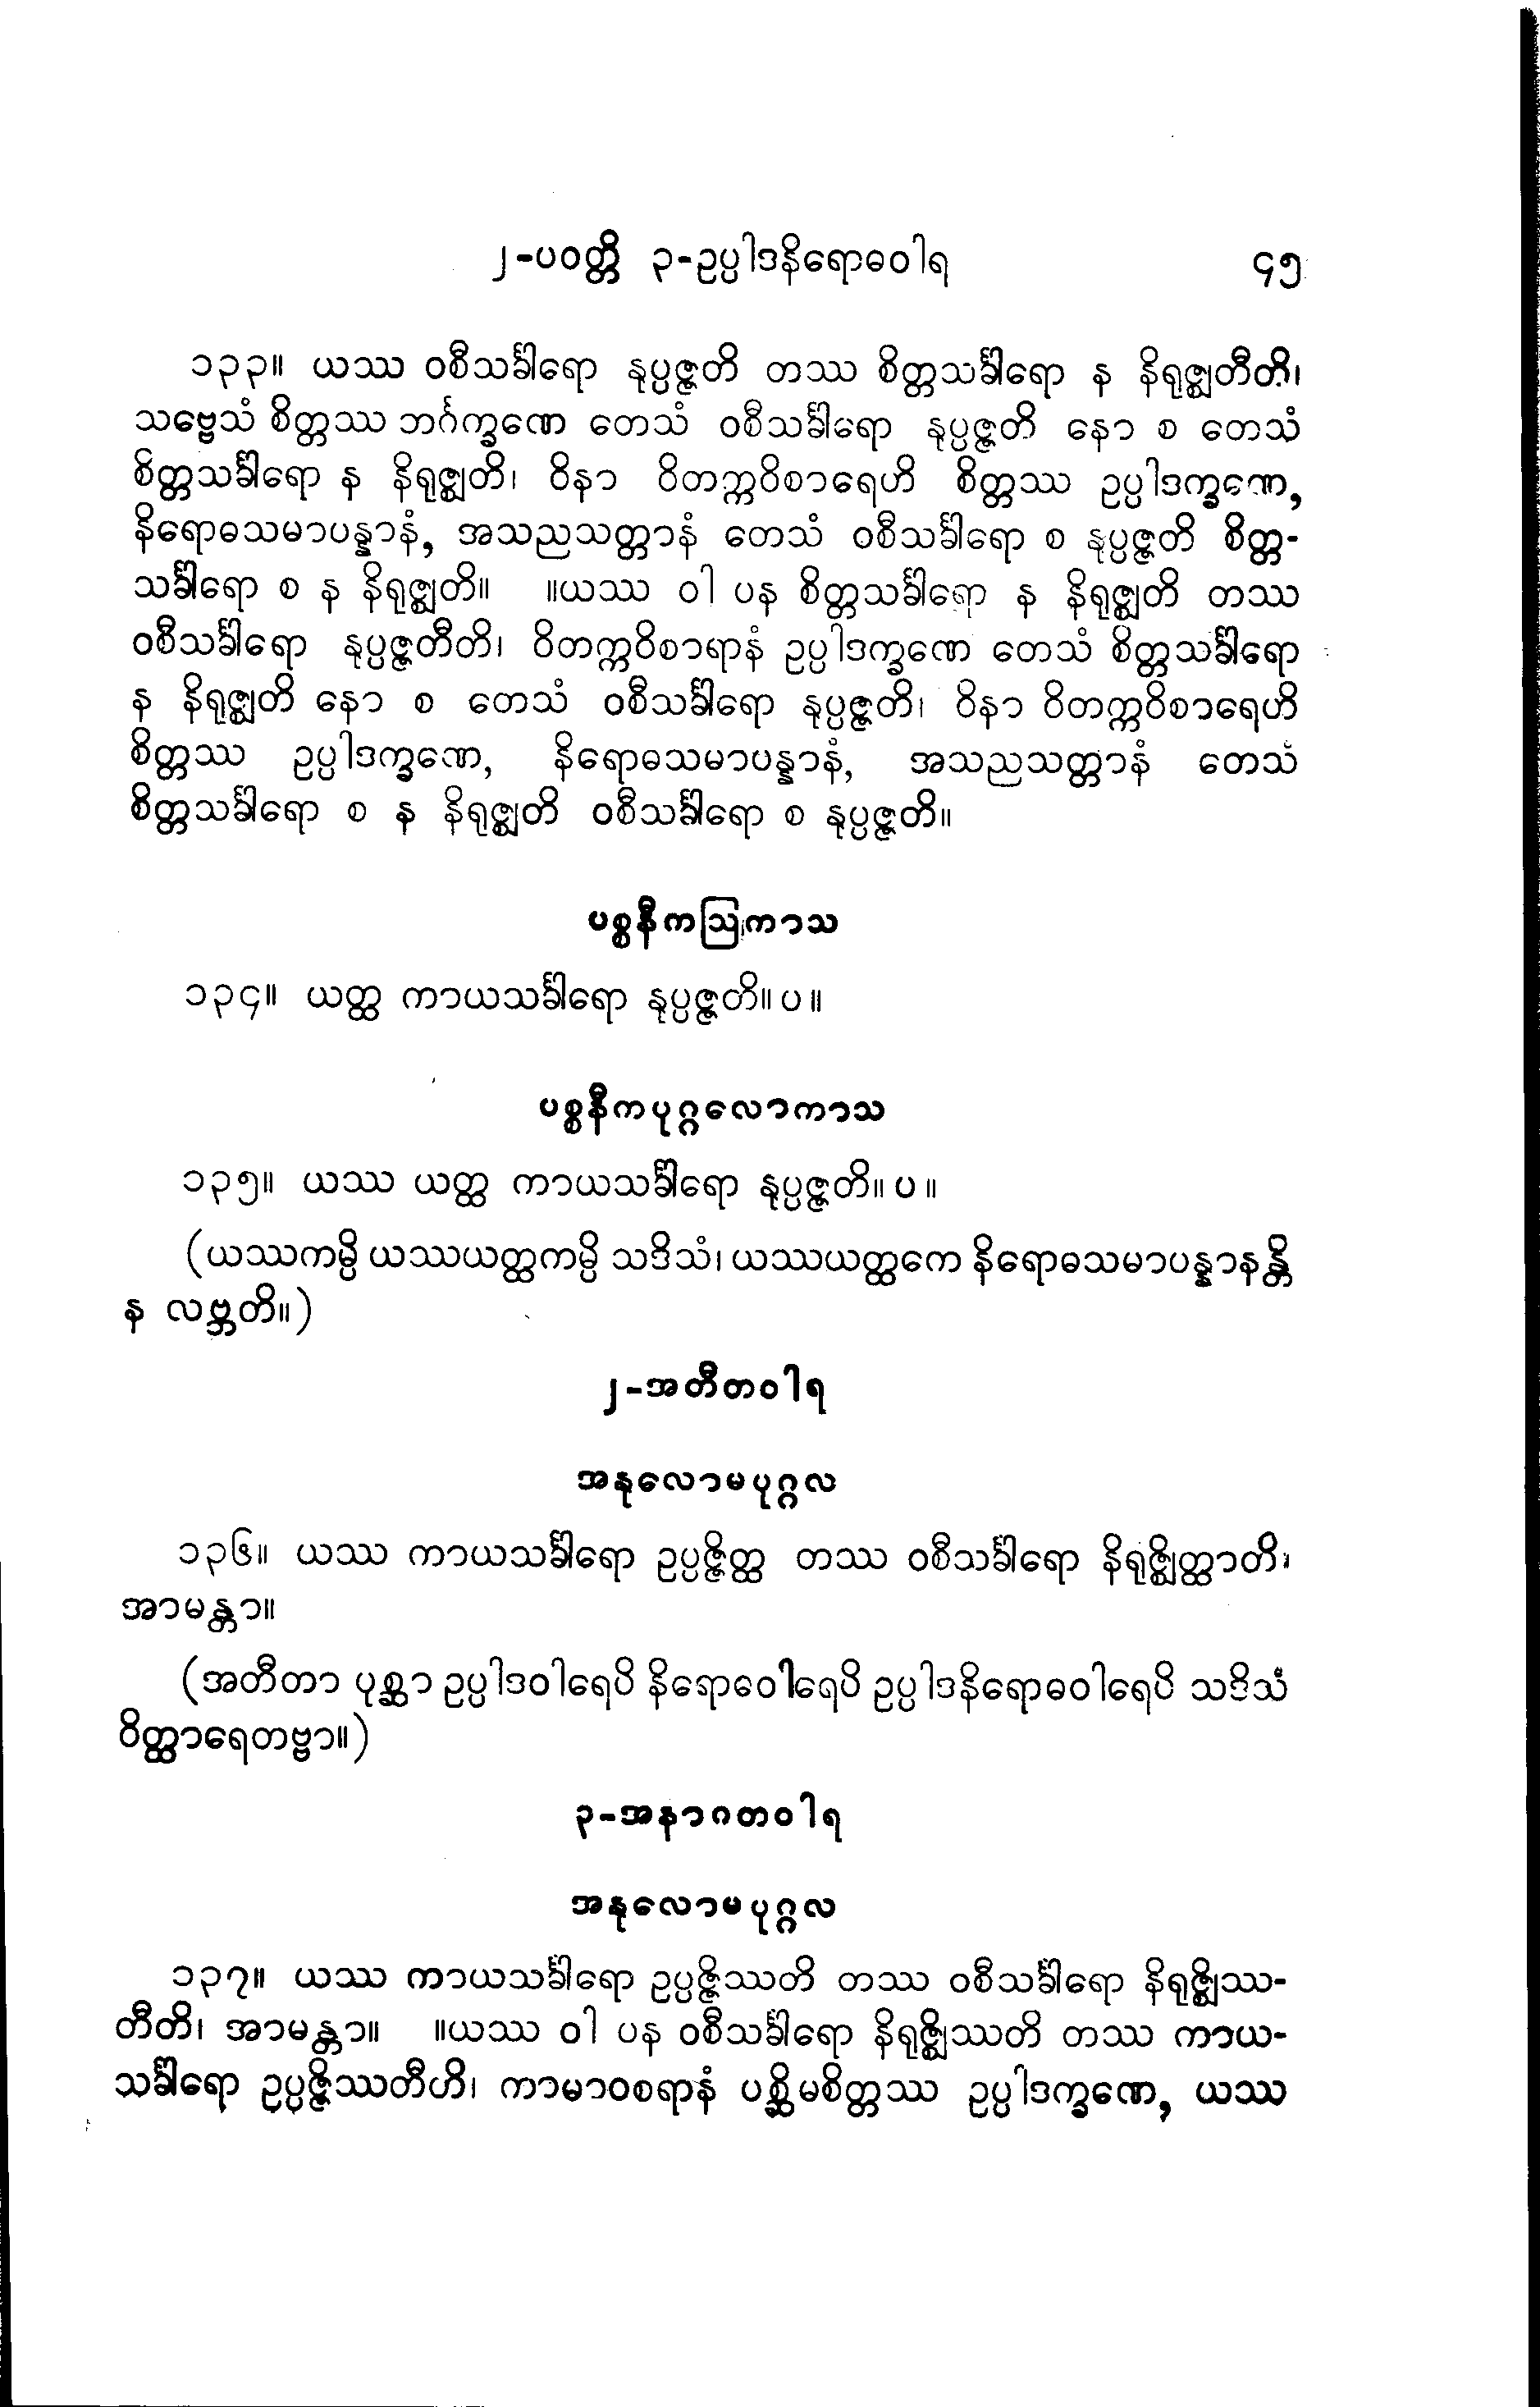 ၂-ပဝတ္တိ ၃-ဥပ္ပါဒနိရောဓဝါရ ၄၅
၁၃၃။ ယဿ ဝစီသင်္ခါရော နုပ္ပဇ္ဇတိ တဿ စိတ္တသင်္ခါရော န နိရုဇ္ဈတီတိ၊
သဗ္ဗေသံ စိတ္တဿ ဘင်္ဂက္ခဏေ တေသံ ဝစီသင်္ခါရော နုပ္ပဇ္ဇတိ နော စ တေသံ
စိတ္တသင်္ခါရော န နိရုဇ္ဈတိ၊ ဝိနာ ဝိတက္ကဝိစာရေဟိ စိတ္တဿ ဥပ္ပါဒက္ခဏေ,
နိရောဓသမာပန္နာနံ, အသညသတ္တာနံ တေသံ ဝစီသင်္ခါရော စ နုပ္ပဇ္ဇတိ စိတ္တ-
သင်္ခါရော စ န နိရုဇ္ဈတိ။ ။ယဿ ဝါ ပန စိတ္တသင်္ခါရော န နိရုဇ္ဈတိ တဿ
ဝစီသင်္ခါရော နုပ္ပဇ္ဇတီတိ၊ ဝိတက္ကဝိစာရာနံ ဥပ္ပါဒက္ခဏေ တေသံ စိတ္တသင်္ခါရော
န နိရုဇ္ဈတိ နော စ တေသံ ဝစီသင်္ခါရော နုပ္ပဇ္ဇတိ၊ ဝိနာ ဝိတက္ကဝိစာရေဟိ
စိတ္တဿ ဥပ္ပါဒက္ခဏေ, နိရောဓသမာပန္နာနံ, အသညသတ္တာနံ တေသံ
စိတ္တသင်္ခါရော စ န နိရုဇ္ဈတိ ဝစီသင်္ခါရော စ နုပ္ပဇ္ဇတိ။
ပစ္စနီကဩကာသ
၁၃၄။ ယတ္ထ ကာယသင်္ခါရော နုပ္ပဇ္ဇတိ။ပ။
ပစ္စနီကပုဂ္ဂလောကာသ
၁၃၅။ ယဿ ယတ္ထ ကာယသင်္ခါရော နုပ္ပဇ္ဇတိ။ပ။
(ယဿကမ္ပိ ယဿယတ္ထကမ္ပိ သဒိသံ၊ ယဿယတ္ထကေ နိရောဓသမာပန္နာနန္တိ
န လဗ္ဘတိ။)
၂-အတီတဝါရ
အနုလောမပုဂ္ဂလ
၁၃၆။ ယဿ ကာယသင်္ခါရော ဥပ္ပဇ္ဇိတ္ထ တဿ ဝစီသင်္ခါရော နိရုဇ္ဈိတ္ထာတိ၊
အာမန္တာ။
(အတီတာ ပုစ္ဆာ ဥပ္ပါဒဝါရေပိ နိရောဓေဝါရေပိ ဥပ္ပါဒနိရောဓဝါရေပိ သဒိသံ
ဝိတ္ထာရေတဗ္ဗာ။)
၃-အနာဂတဝါရ
အနုလောမပုဂ္ဂလ
၁၃၇။ ယဿ ကာယသင်္ခါရော ဥပ္ပဇ္ဇိဿတိ တဿ ဝစီသင်္ခါရော နိရုဇ္ဈိဿ-
တီတိ၊ အာမန္တာ။ ။ယဿ ဝါ ပန ဝစီသင်္ခါရော နိရုဇ္ဈိဿတိ တဿ ကာယ-
သင်္ခါရော ဥပ္ပဇ္ဇိဿတီဟိ၊ ကာမာဝစရာနံ ပစ္ဆိမစိတ္တဿ ဥပ္ပါဒက္ခဏေ, ယဿ